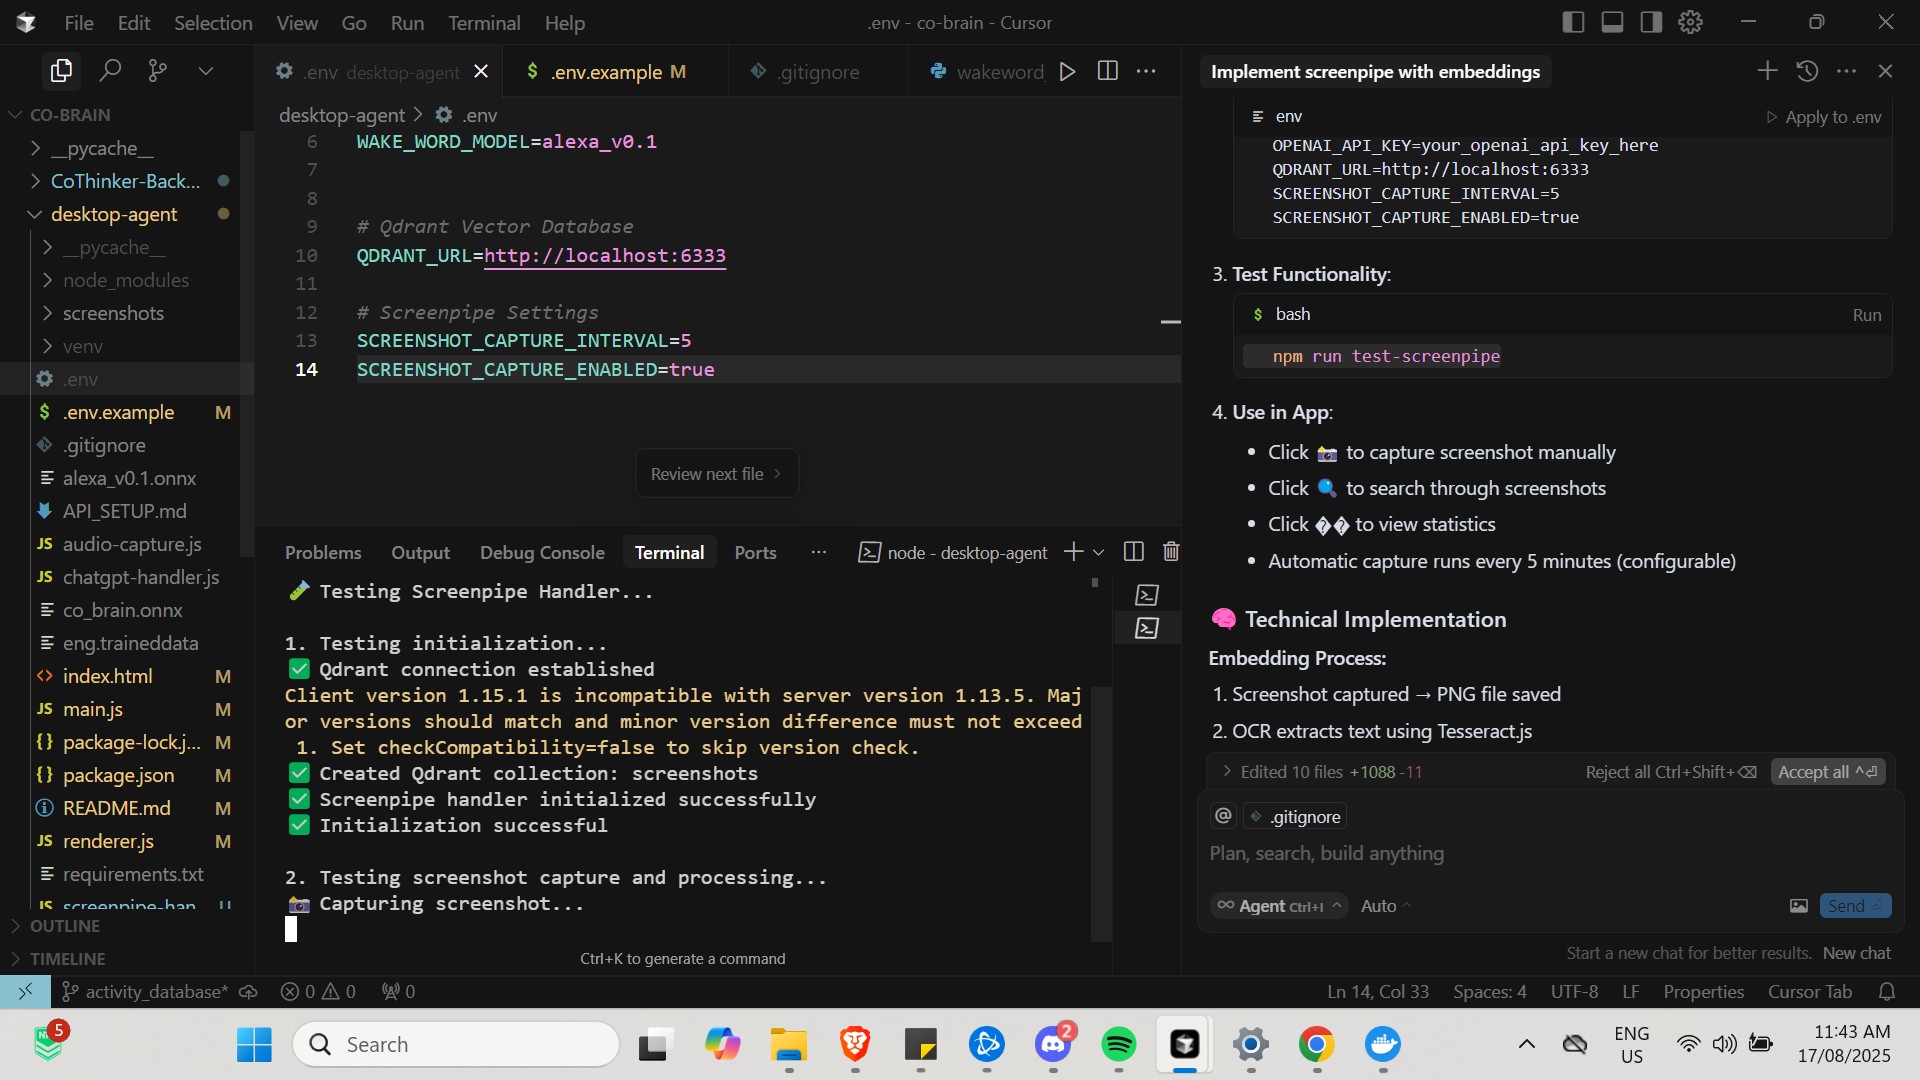 File Edit Selection View Go Run Terminal Help
.env - co-brain - Cursor
.env desktop-agent
$ .env.example M
.gitignore
wakeword
Implement screenpipe with embeddings
CO-BRAIN
__pycache__
CoThinker-Back...
desktop-agent
__pycache__
node_modules
screenshots
venv
.env
$ .env.example M
.gitignore
alexa_v0.1.onnx
API_SETUP.md
JS audio-capture.js
JS chatgpt-handler.js
co_brain.onnx
eng.traineddata
<> index.html M
JS main.js M
{} package-lock.j... M
{} package.json M
README.md M
JS renderer.js M
requirements.txt
JS screenpipe-han U
OUTLINE
TIMELINE
desktop-agent > .env
6 WAKE_WORD_MODEL=alexa_v0.1
7
8
9 # Qdrant Vector Database
10 QDRANT_URL=http://localhost:6333
11
12 # Screenpipe Settings
13 SCREENSHOT_CAPTURE_INTERVAL=5
14 SCREENSHOT_CAPTURE_ENABLED=true
Review next file >
Problems Output Debug Console Terminal Ports ··· node - desktop-agent
🧪 Testing Screenpipe Handler...
1. Testing initialization...
✅ Qdrant connection established
Client version 1.15.1 is incompatible with server version 1.13.5. Maj
or versions should match and minor version difference must not exceed
1. Set checkCompatibility=false to skip version check.
✅ Created Qdrant collection: screenshots
✅ Screenpipe handler initialized successfully
✅ Initialization successful
2. Testing screenshot capture and processing...
📸 Capturing screenshot...
Ctrl+K to generate a command
env
Apply to .env
OPENAI_API_KEY=your_openai_api_key_here
QDRANT_URL=http://localhost:6333
SCREENSHOT_CAPTURE_INTERVAL=5
SCREENSHOT_CAPTURE_ENABLED=true
3. Test Functionality:
$ bash
Run
npm run test-screenpipe
4. Use in App:
• Click 📸 to capture screenshot manually
• Click 🔍 to search through screenshots
• Click �� to view statistics
• Automatic capture runs every 5 minutes (configurable)
🧠 Technical Implementation
Embedding Process:
1. Screenshot captured → PNG file saved
2. OCR extracts text using Tesseract.js
> Edited 10 files +1088 -11
Reject all Ctrl+Shift+⌫ Accept all ^⏎
@ .gitignore
Plan, search, build anything
∞ Agent Ctrl+I
Auto
Send
Start a new chat for better results. New chat
activity_database* 0 0 0
Ln 14, Col 33 Spaces: 4 UTF-8 LF Properties Cursor Tab
5
Search
2
ENG
US
11:43 AM
17/08/2025